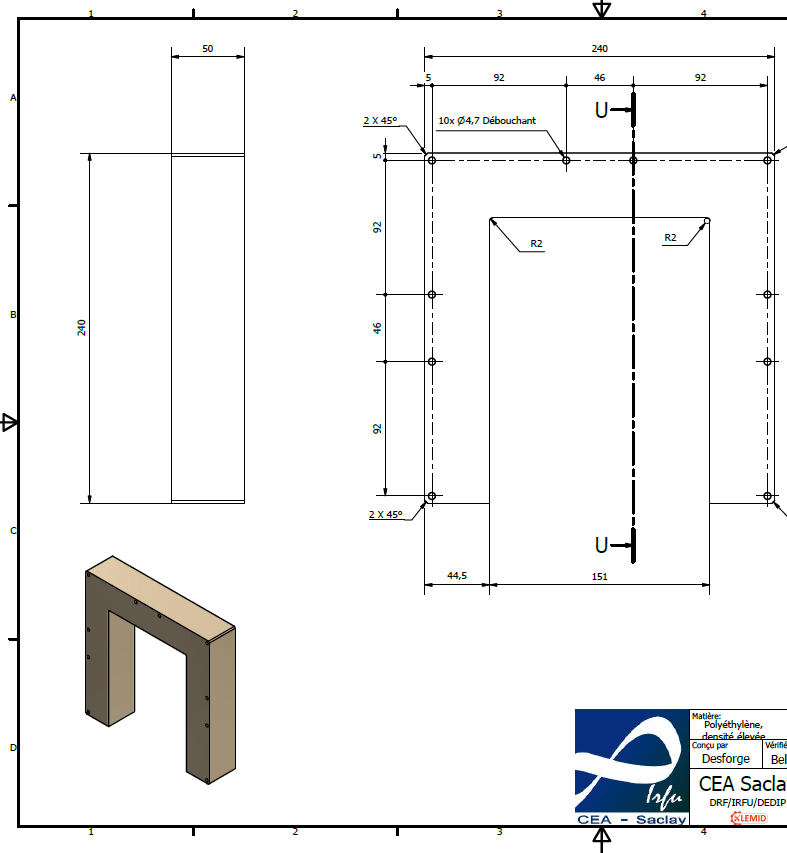 1 2 3 4
50
240
5 92 46 92
U
A
2 X 45°
10x Ø4,7 Débouchant
5
92
R2
R2
B
46
240
92
2 X 45°
C
U
44,5
151
Matière:
Polyéthylène,
densité élevée
Conçu par
Desforge
CEA
DRF/IRFU/DEDIP
KLEMID
Irfu
CEA - Saclay
D
1 2 3 4